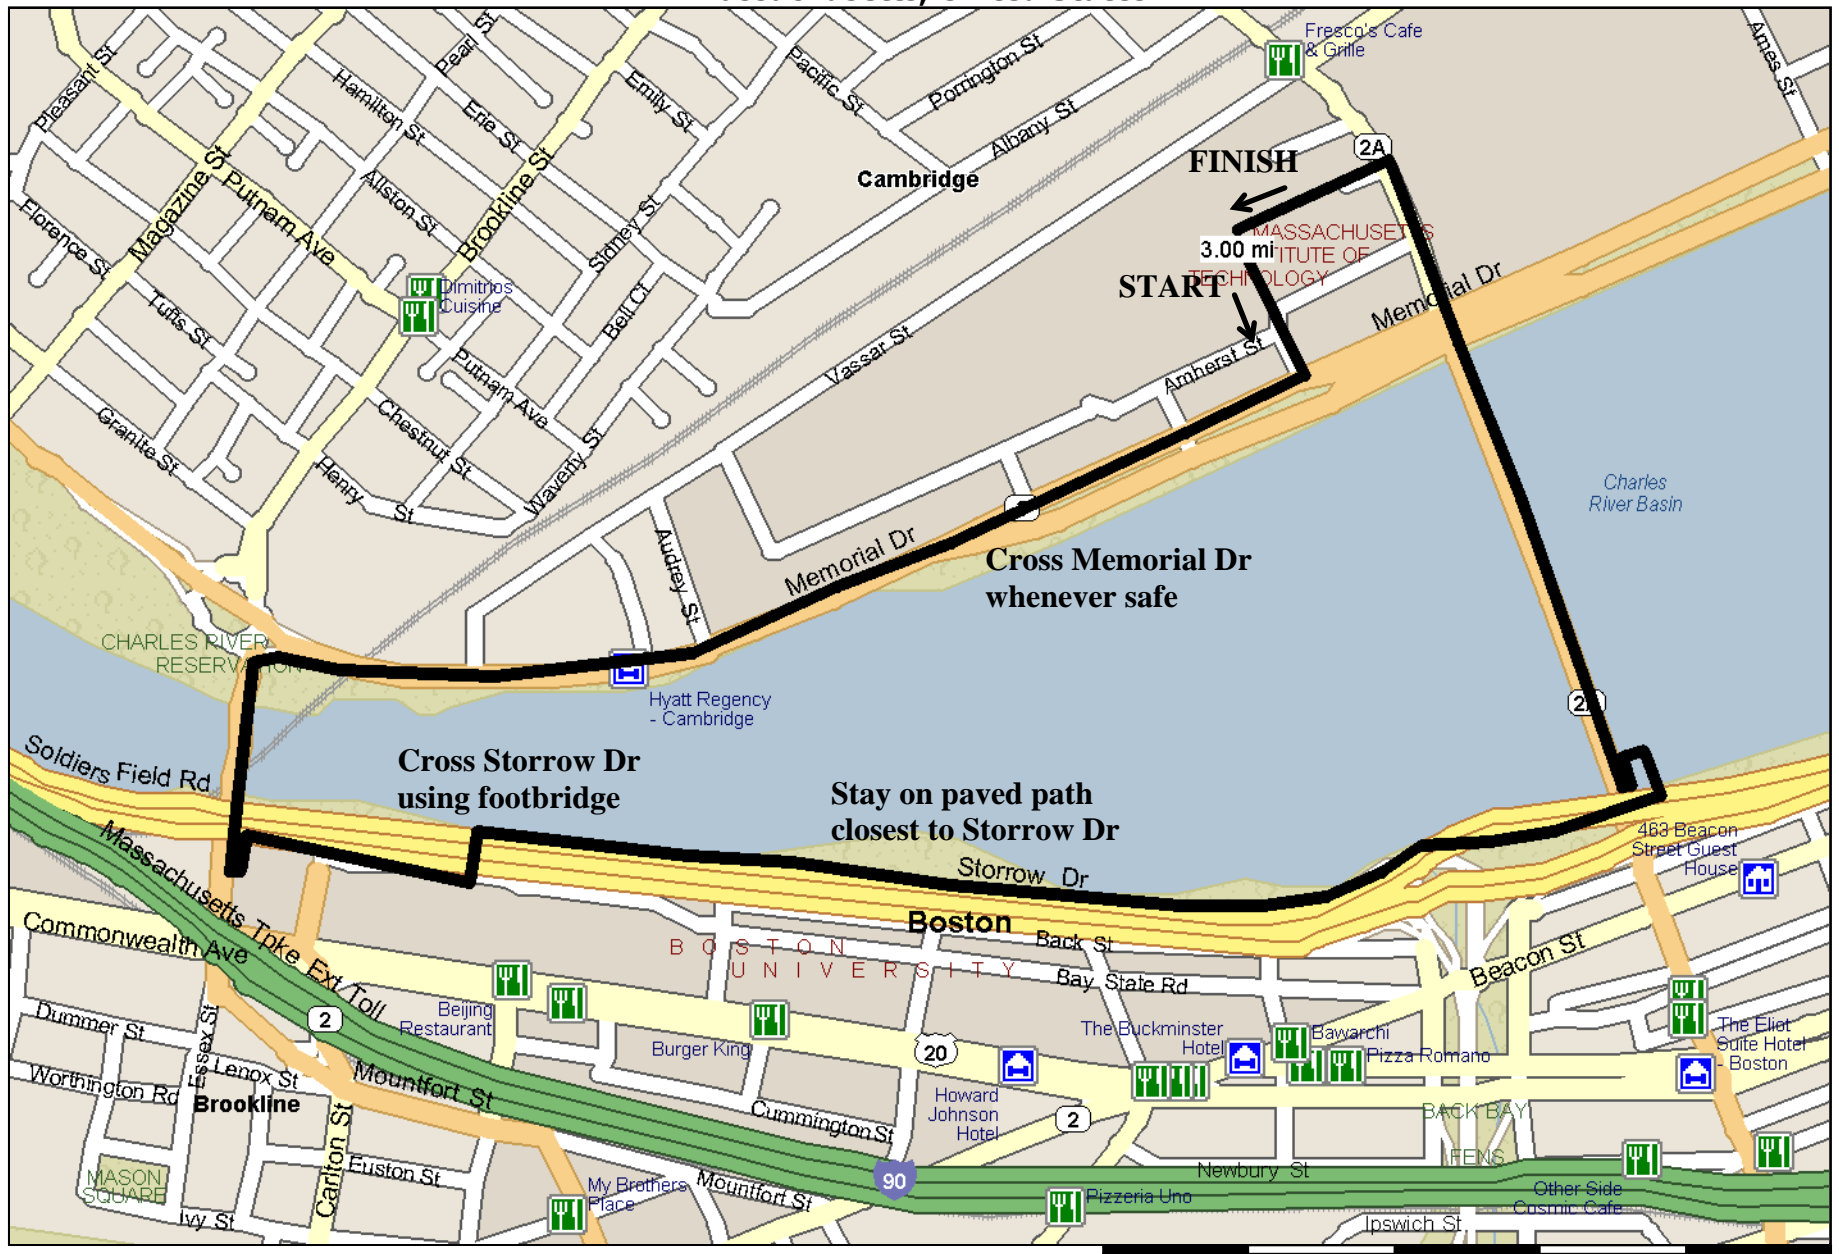 Fresco's Cafe
& Grille
Ames St
Pleasant St
Pearl St
Hamilton St
Erie St
Emily St
Pacific St
Porrington St
Albany St
2A
FINISH
Cambridge
Magazine St
Putnam Ave
Allston St
Brookline St
Sidney St
Florence St
MASSACHUSETTS
3.00 mi
TITUTE OF
TECHNOLOGY
START
Memorial Dr
Dimitrios
Cuisine
Tufts St
Bell Ct
Vassar St
Amherst St
Putnam Ave
Granite St
Chestnut St
Henry St
Waverly St
Charles
River Basin
Audrey St
Memorial Dr
Cross Memorial Dr
whenever safe
CHARLES RIVER
RESERVATION
Hyatt Regency
- Cambridge
Soldiers Field Rd
Cross Storrow Dr
using footbridge
Stay on paved path
closest to Storrow Dr
Storrow Dr
463 Beacon
Street Guest
House
Massachusetts Tpke Ext Toll
Commonwealth Ave
Boston
BOSTON
UNIVERSITY
Back St
Bay State Rd
Beacon St
Beijing
Restaurant
2
Burger King
20
The Buckminster
Hotel
Bawarchi
Pizza Romano
The Eliot
Suite Hotel
- Boston
Dummer St
Essex St
Lenox St
Worthington Rd
Brookline
Mountfort St
Cummington St
Howard
Johnson
Hotel
2
BACK BAY
FENS
Carlton St
Euston St
MASON
SQUARE
Ivy St
My Brothers
Place
Mountfort St
90
Pizzeria Uno
Newbury St
Other Side
Cosmic Cafe
Ipswich St